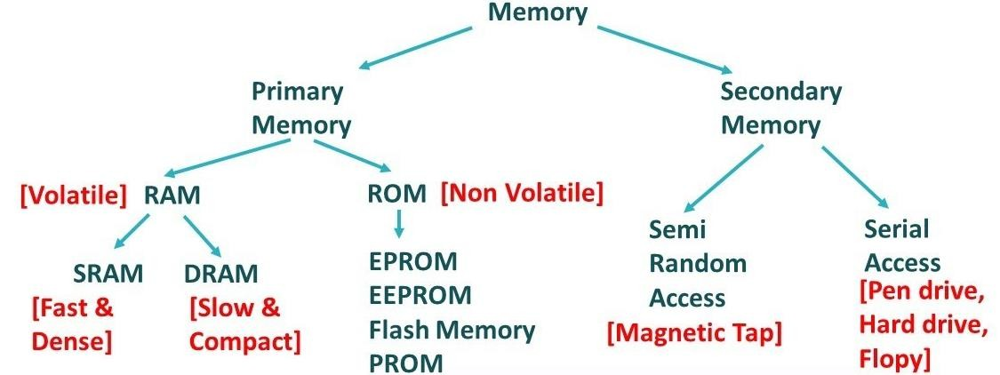 Memory
Primary
Memory
Secondary
Memory
[Volatile] RAM
ROM [Non Volatile]
SRAM
[Fast &
Dense]
DRAM
[Slow &
Compact]
EPROM
EEPROM
Flash Memory
PROM
Semi
Random
Access
[Magnetic Tap]
Serial
Access
[Pen drive,
Hard drive,
Flopy]